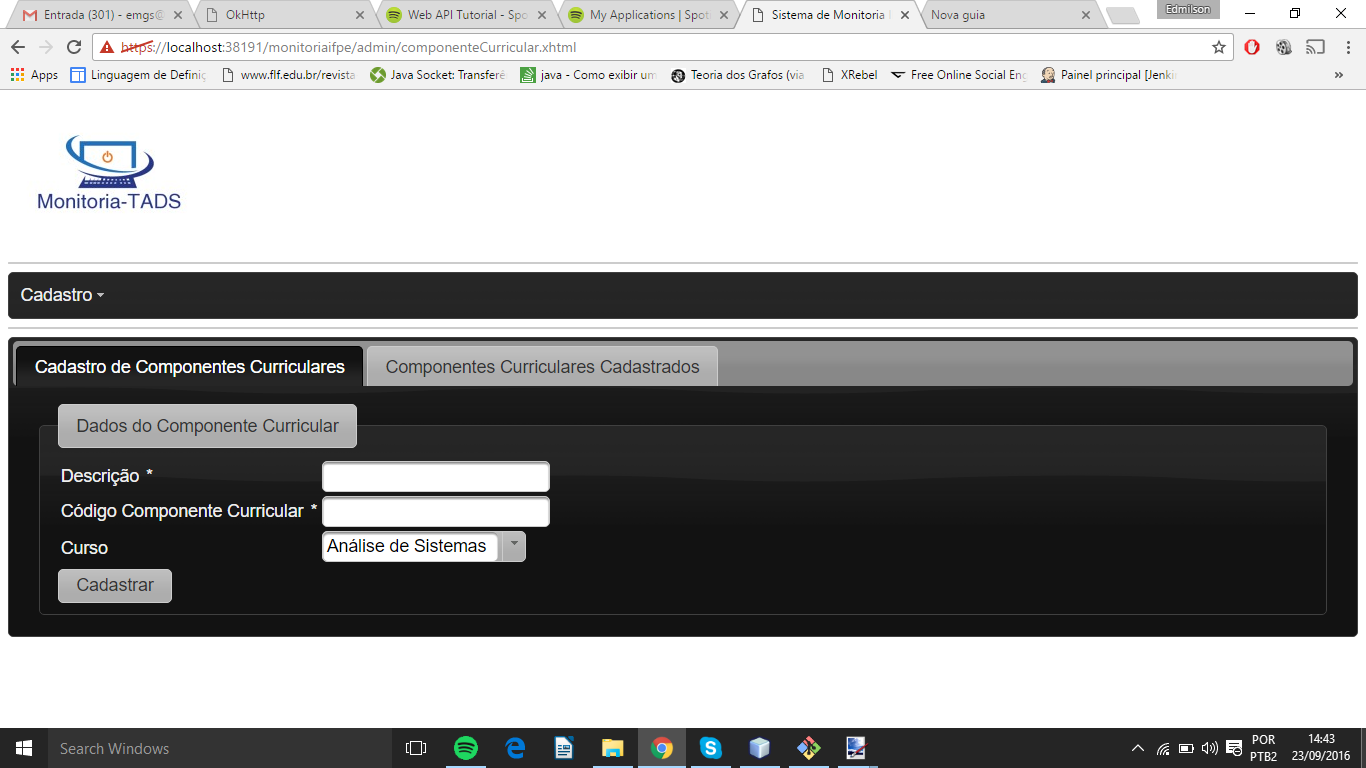 Entrada (301) - emgs@
OkHttp
Web API Tutorial - Spo
My Applications | Spot
Sistema de Monitoria
Nova guia
Edmilson
https://localhost:38191/monitoriaifpe/admin/componenteCurricular.xhtml
Apps
Linguagem de Definiç
www.flf.edu.br/revista
Java Socket: Transferê
java - Como exibir um
Teoria dos Grafos (via
XRebel
Free Online Social Eng
Painel principal [Jenki
»
Monitoria-TADS
Cadastro
Cadastro de Componentes Curriculares
Componentes Curriculares Cadastrados
Dados do Componente Curricular
Descrição *
Código Componente Curricular *
Curso
Análise de Sistemas
Cadastrar
Search Windows
POR
PTB2
14:43
23/09/2016